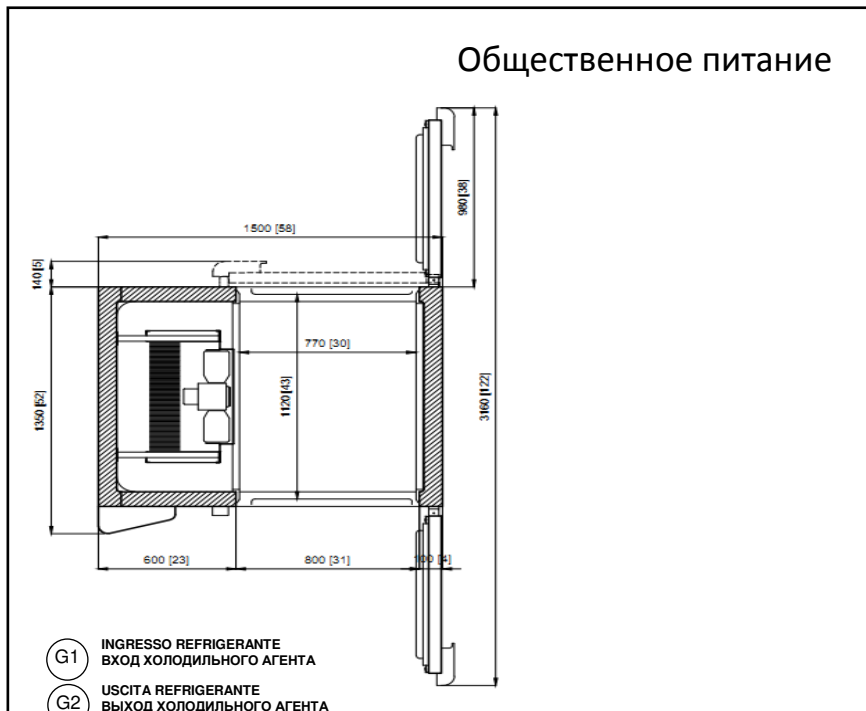 Общественное питание
980 [38]
1500 [58]
140 [5]
770 [30]
1350 [52]
1120 [43]
3160 [122]
600 [23]
800 [31]
100 [4]
G1
INGRESSO REFRIGERANTE
ВХОД ХОЛОДИЛЬНОГО АГЕНТА
G2
USCITA REFRIGERANTE
ВЫХОД ХОЛОДИЛЬНОГО АГЕНТА